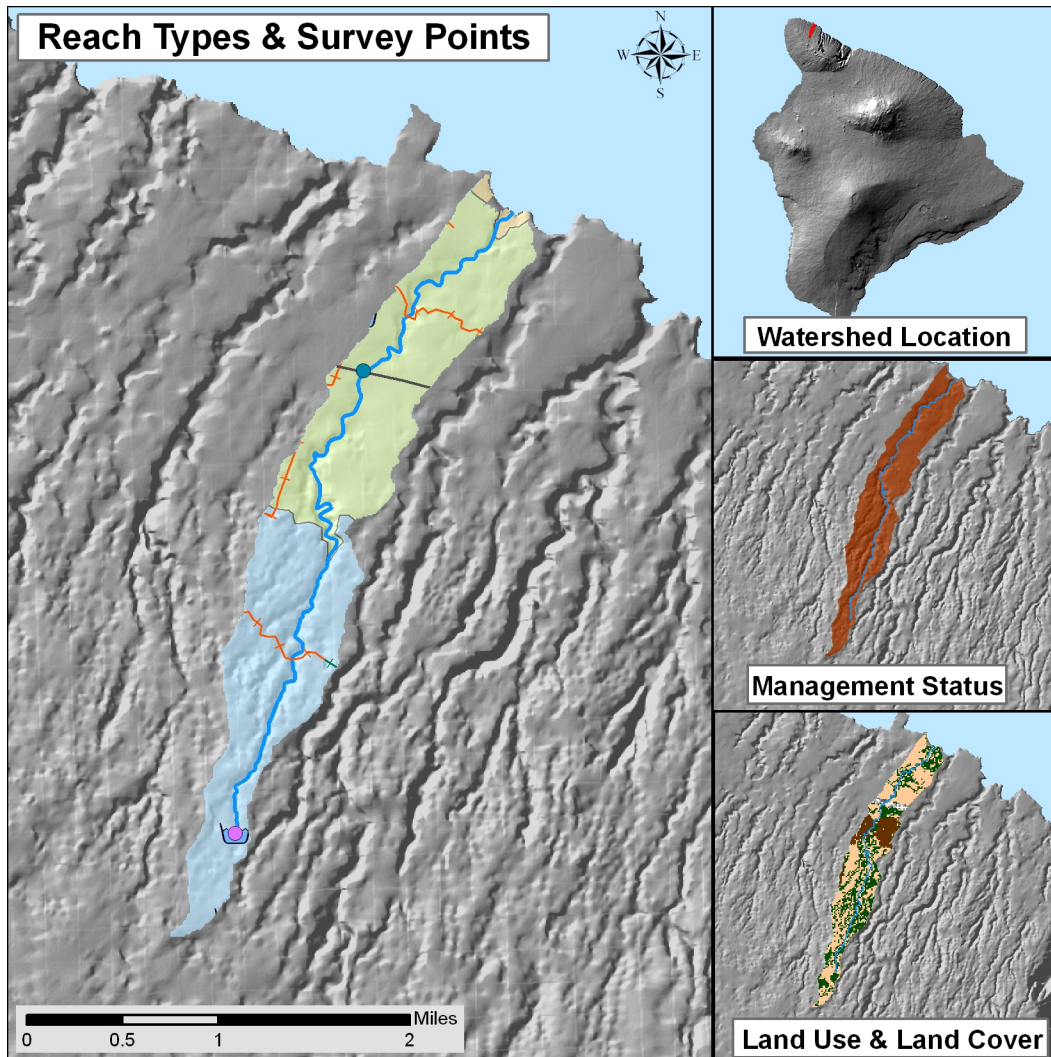 Reach Types & Survey Points
N
W
E
S
Watershed Location
Management Status
Land Use & Land Cover
Miles
0
0.5
1
2